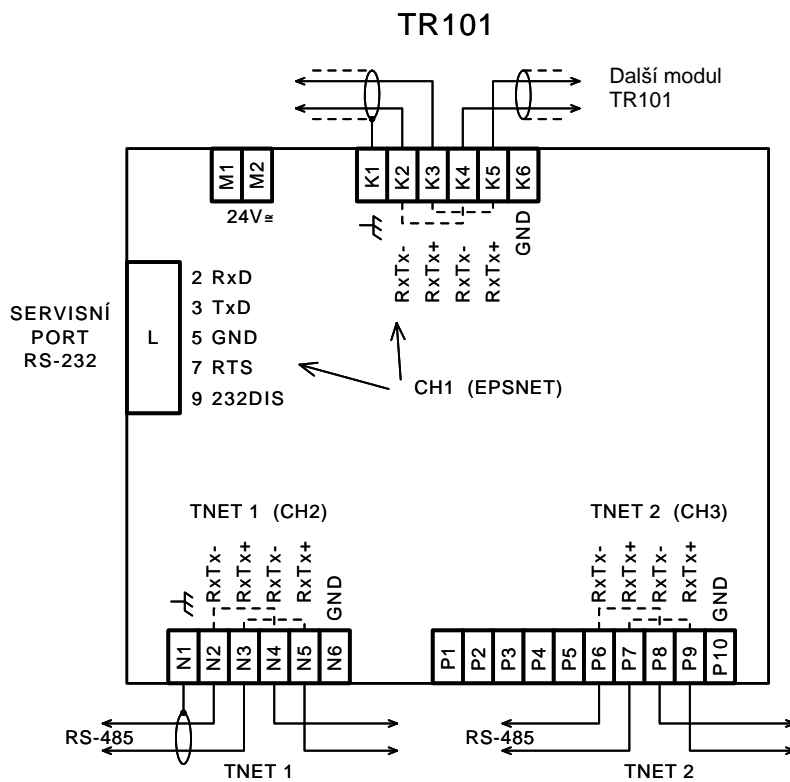 TR101
Další modul
TR101
M1 M2 K1 K2 K3 K4 K5 K6
24V≅
RxTx- RxTx+ RxTx- RxTx+ GND
SERVISNÍ
PORT
RS-232
L
2 RxD
3 TxD
5 GND
7 RTS
9 232DIS
CH1 (EPSNET)
TNET 1 (CH2)
TNET 2 (CH3)
RxTx- RxTx+ RxTx- RxTx+ GND
RxTx- RxTx+ RxTx- RxTx+ GND
N1 N2 N3 N4 N5 N6
P1 P2 P3 P4 P5 P6 P7 P8 P9 P10
RS-485
RS-485
TNET 1
TNET 2